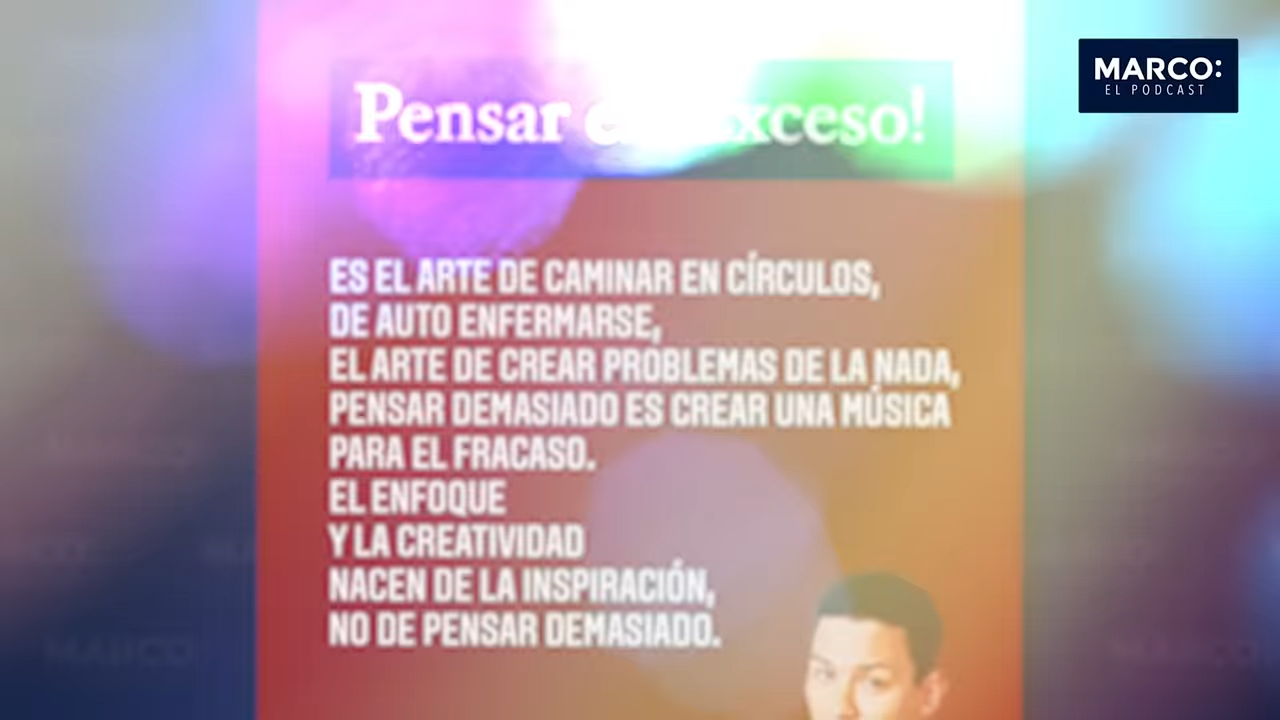 Pensar exceso!
MARCO:
EL PODCAST
ES EL ARTE DE CAMINAR EN CÍRCULOS,
DE AUTO ENFERMARSE,
EL ARTE DE CREAR PROBLEMAS DE LA NADA,
PENSAR DEMASIADO ES CREAR UNA MÚSICA
PARA EL FRACASO.
EL ENFOQUE
Y LA CREATIVIDAD
NACEN DE LA INSPIRACIÓN,
NO DE PENSAR DEMASIADO.